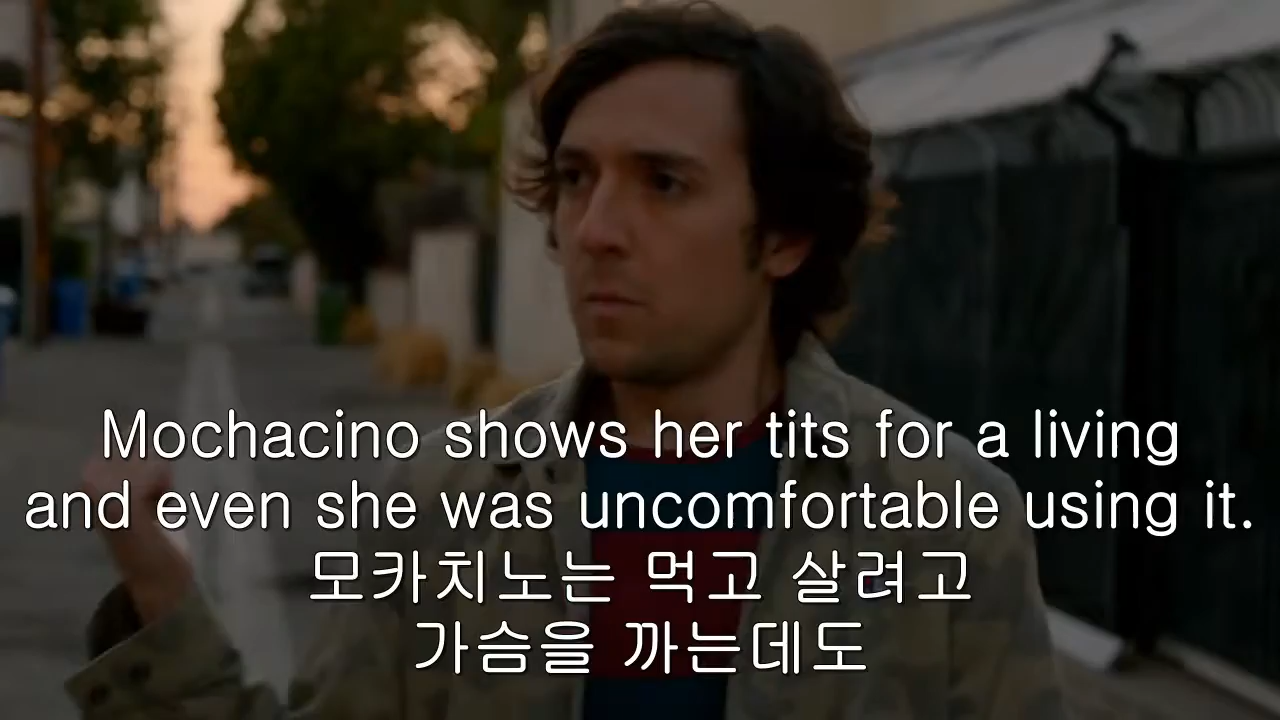 Mochacino shows her tits for a living
and even she was uncomfortable using it.
모카치노는 먹고 살려고
가슴을 까는데도